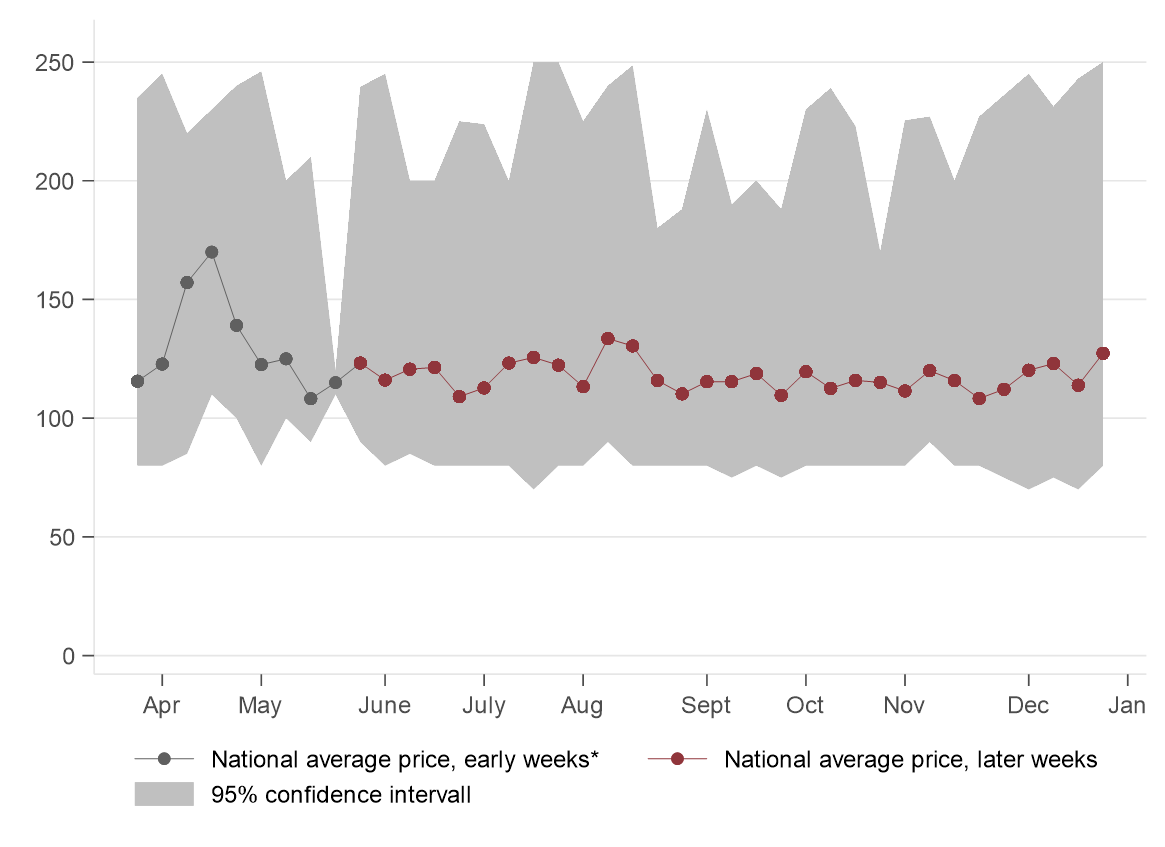 250
200
150
100
50
0
Apr May June July Aug Sept Oct Nov Dec Jan
National average price, early weeks* National average price, later weeks
95% confidence intervall